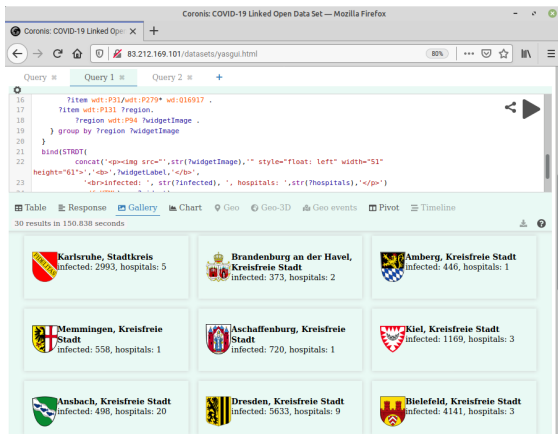 Coronis: COVID-19 Linked Open Data Set — Mozilla Firefox
Coronis: COVID-19 Linked Ope
83.212.169.101/datasets/yasgui.html
80%
Query Query 1 Query 2 +
16 ?item wdt:P31/wdt:P279* wd:Q16917 .
17 ?item wdt:P131 ?region.
18 ?region wdt:P94 ?widgetImage .
19 } group by ?region ?widgetImage
20 }
21 bind(STRDT(
22 concat('<p><img src="',str(?widgetImage),'" style="float: left" width="51"
height="61">','<b>',?widgetLabel,'</b>',
23 '<br>infected: ', str(?infected), ', hospitals: ',str(?hospitals),'</p>')
Table Response Gallery Chart Geo Geo-3D Geo events Pivot Timeline
30 results in 150.838 seconds
Karlsruhe, Stadtkreis
infected: 2993, hospitals: 5
Brandenburg an der Havel,
Kreisfreie Stadt
infected: 373, hospitals: 2
Amberg, Kreisfreie Stadt
infected: 446, hospitals: 1
Memmingen, Kreisfreie
Stadt
infected: 558, hospitals: 1
Aschaffenburg, Kreisfreie
Stadt
infected: 720, hospitals: 1
Kiel, Kreisfreie Stadt
infected: 1169, hospitals: 3
Ansbach, Kreisfreie Stadt
infected: 498, hospitals: 20
Dresden, Kreisfreie Stadt
infected: 5633, hospitals: 9
Bielefeld, Kreisfreie Stadt
infected: 4141, hospitals: 3